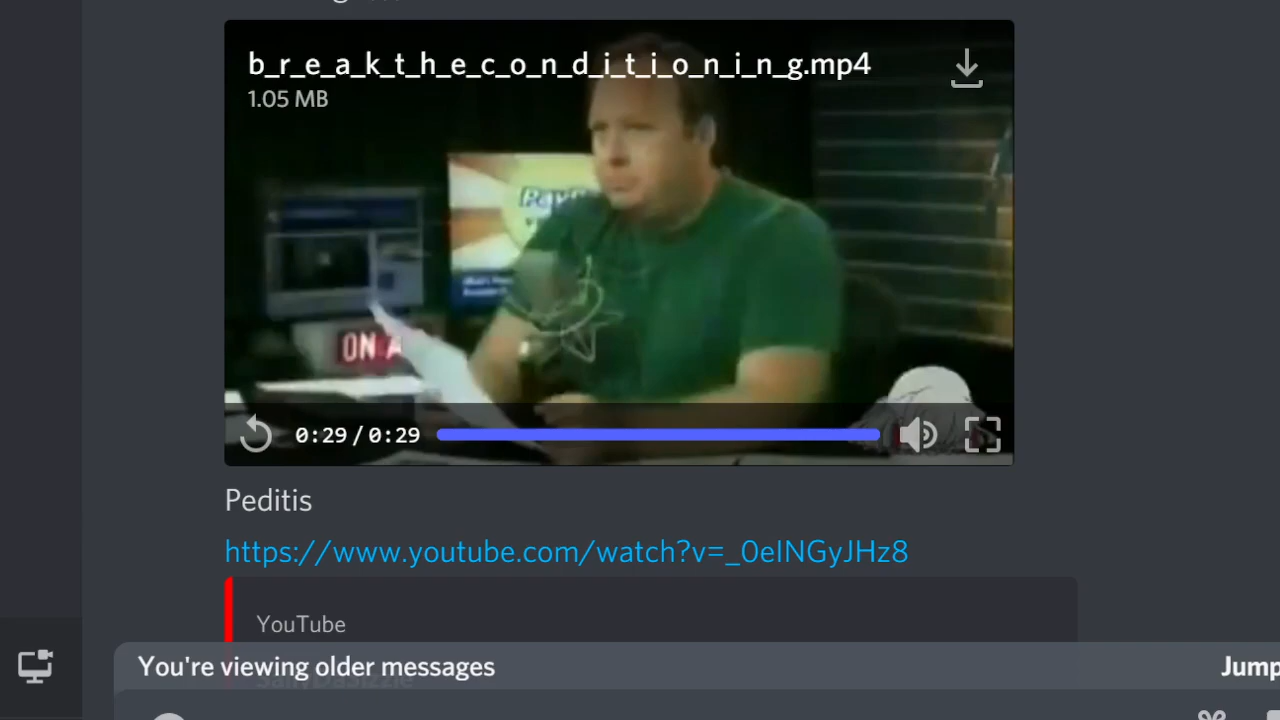 b_r_e_a_k_t_h_e_c_o_n_d_i_t_i_o_n_i_n_g.mp4
1.05 MB
ON A
0:29 / 0:29
Peditis
https://www.youtube.com/watch?v=_0eINGyJHz8
YouTube
You're viewing older messages
Jump